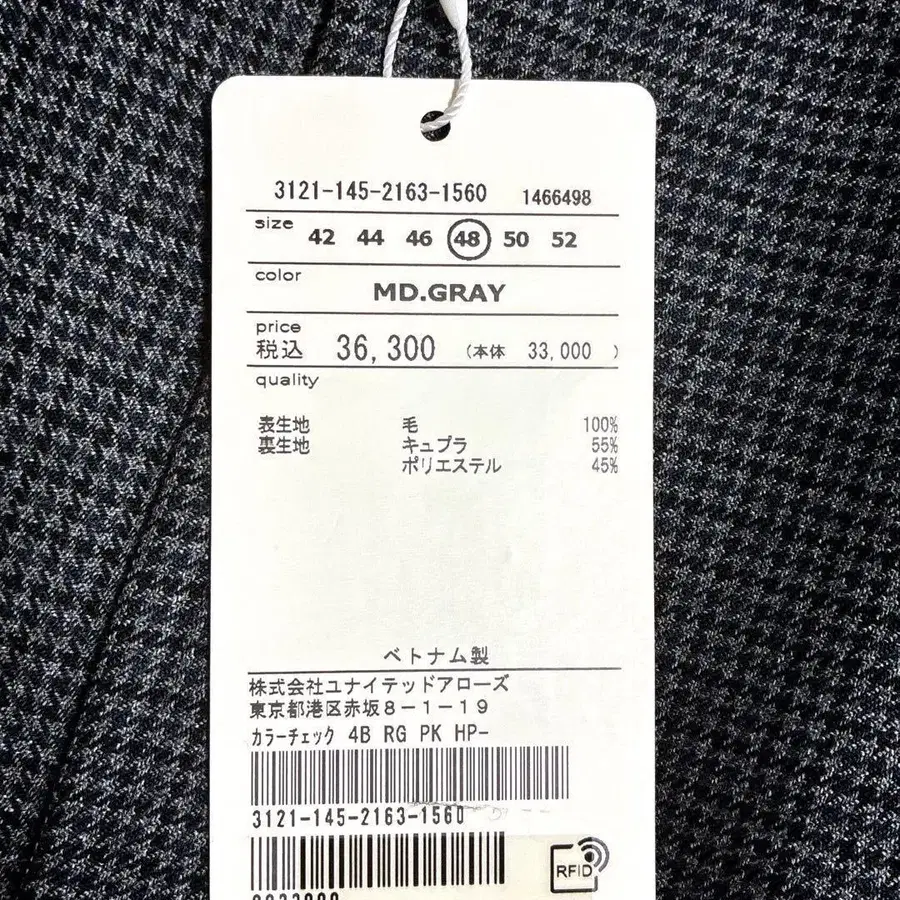 3121-145-2163-1560 1466498
size 42 44 46 48 50 52
color
MD.GRAY
price
税込 36,300 (本体 33,000 )
quality
表生地 毛 100%
裏生地 キュプラ 55%
ポリエステル 45%
ベトナム製
株式会社ユナイテッドアローズ
東京都港区赤坂8-1-19
カラーチェック 4B RG PK HP-
3121-145-2163-1560
RFID